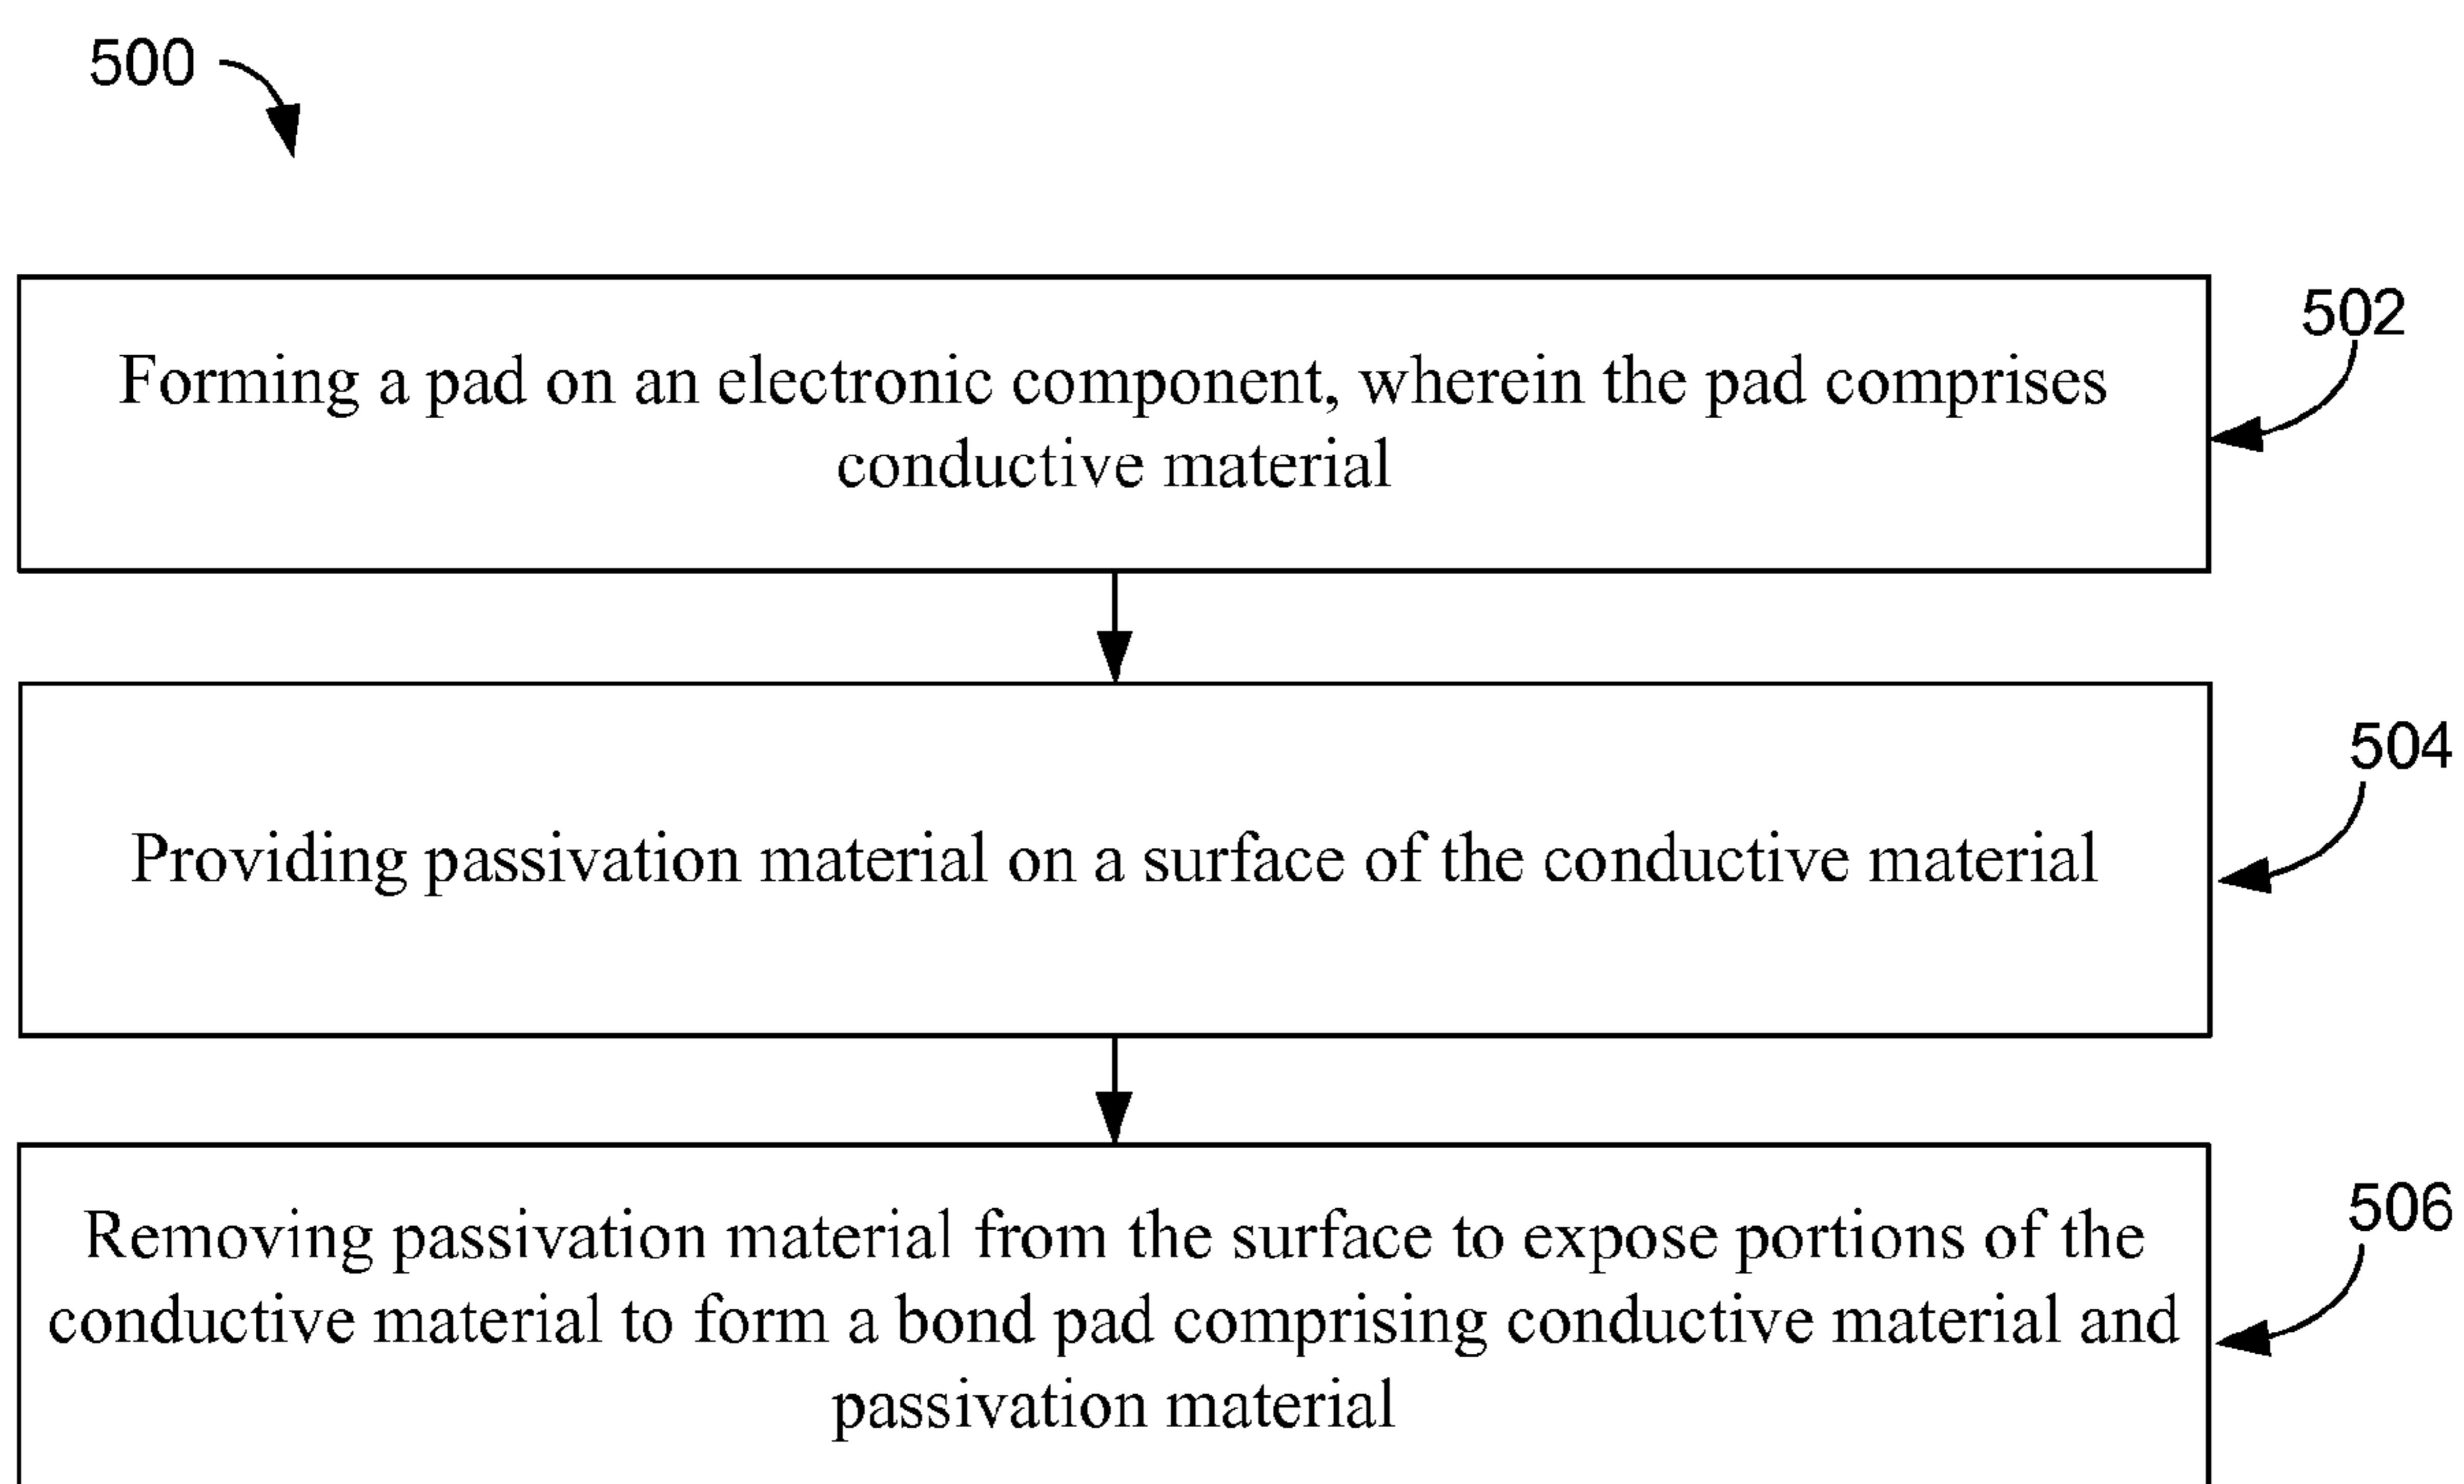 500
502
Forming a pad on an electronic component, wherein the pad comprises
conductive material
504
Providing passivation material on a surface of the conductive material
506
Removing passivation material from the surface to expose portions of the
conductive material to form a bond pad comprising conductive material and
passivation material